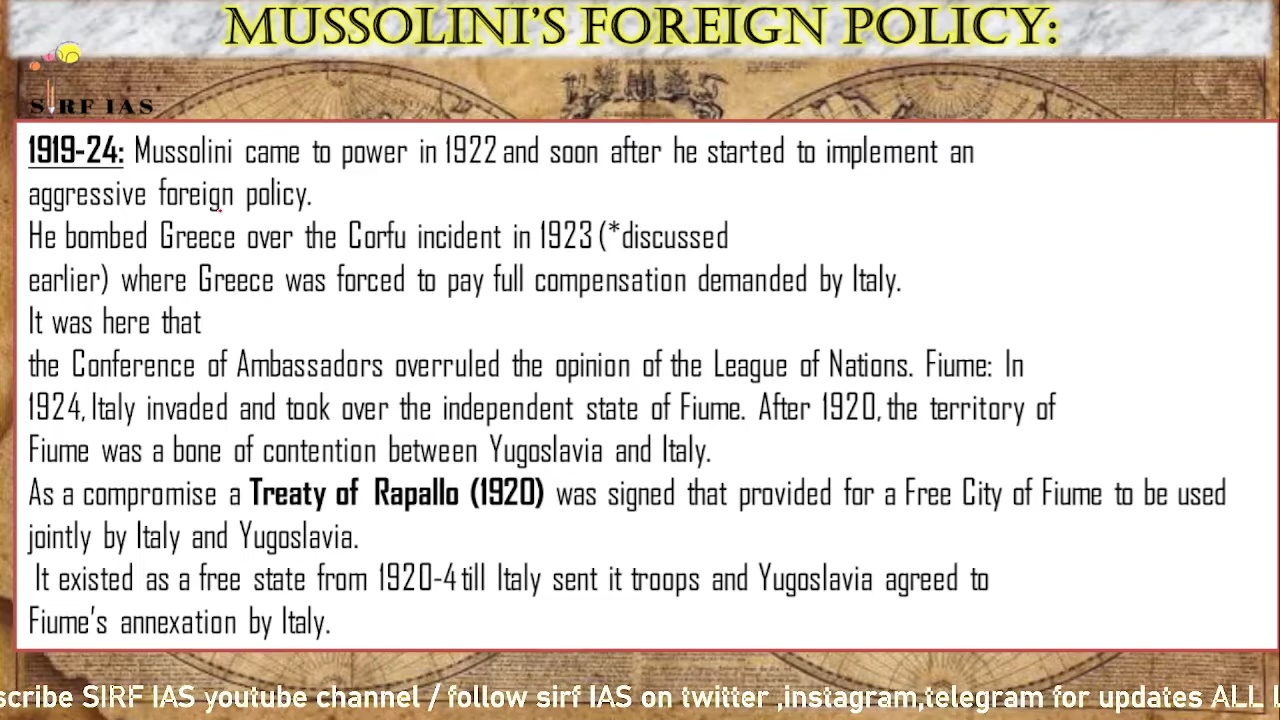 MUSSOLINI'S FOREIGN POLICY:
SIRF IAS
1919-24: Mussolini came to power in 1922 and soon after he started to implement an
aggressive foreign policy.
He bombed Greece over the Corfu incident in 1923 (*discussed
earlier) where Greece was forced to pay full compensation demanded by Italy.
It was here that
the Conference of Ambassadors overruled the opinion of the League of Nations. Fiume: In
1924, Italy invaded and took over the independent state of Fiume. After 1920, the territory of
Fiume was a bone of contention between Yugoslavia and Italy.
As a compromise a Treaty of Rapallo (1920) was signed that provided for a Free City of Fiume to be used
jointly by Italy and Yugoslavia.
It existed as a free state from 1920-4 till Italy sent it troops and Yugoslavia agreed to
Fiume's annexation by Italy.
scribe SIRF IAS youtube channel / follow sirf IAS on twitter ,instagram,telegram for updates ALL